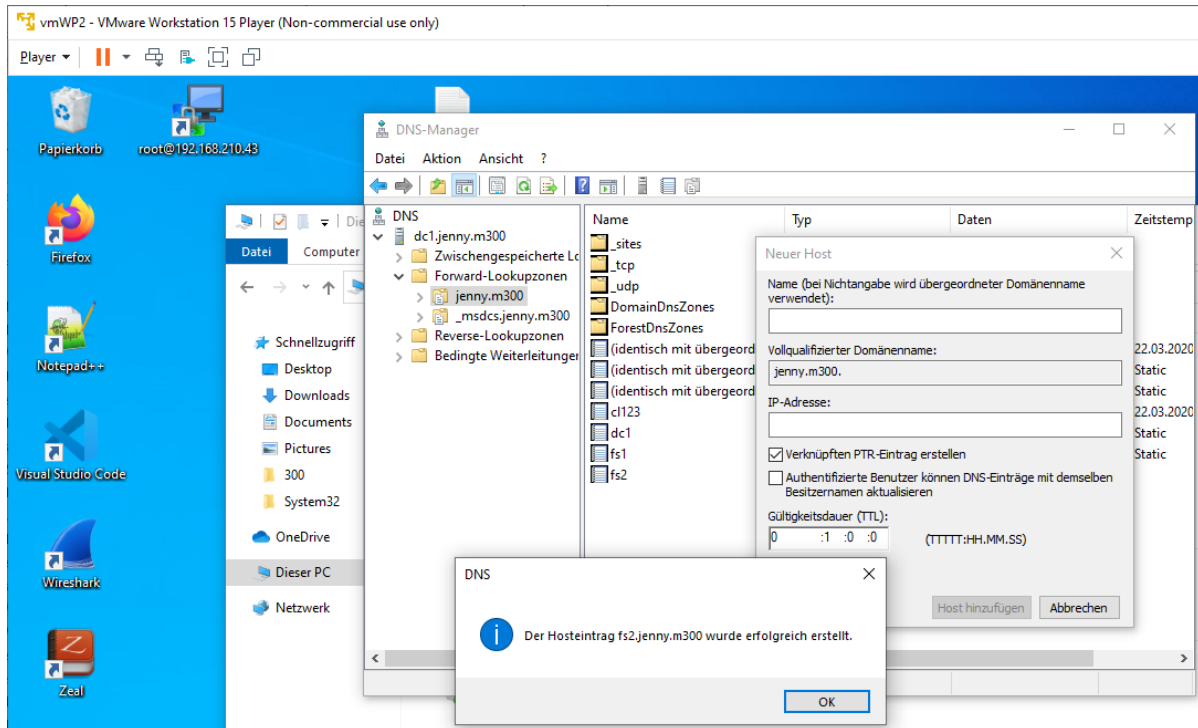 vmWP2 - VMware Workstation 15 Player (Non-commercial use only)
Player
Papierkorb
root@192.168.210.43
Firefox
Notepad++
Visual Studio Code
Wireshark
Zeal
Die
Datei Computer
Schnellzugriff
Desktop
Downloads
Documents
Pictures
300
System32
OneDrive
Dieser PC
Netzwerk
DNS-Manager
Datei Aktion Ansicht ?
DNS
dc1.jenny.m300
Zwischengespeicherte Lo
Forward-Lookupzonen
jenny.m300
_msdcs.jenny.m300
Reverse-Lookupzonen
Bedingte Weiterleitungen
Name Typ Daten Zeitstemp
_sites
_tcp
_udp
DomainDnsZones
ForestDnsZones
(identisch mit übergeord 22.03.2020
(identisch mit übergeord Static
(identisch mit übergeord Static
cl123 22.03.2020
dc1 Static
fs1 Static
fs2
Neuer Host
Name (bei Nichtangabe wird übergeordneter Domänenname
verwendet):
Vollqualifizierter Domänenname:
jenny.m300.
IP-Adresse:
Verknüpften PTR-Eintrag erstellen
Authentifizierte Benutzer können DNS-Einträge mit demselben
Besitzernamen aktualisieren
Gültigkeitsdauer (TTL):
0 :1 :0 :0 (TTTTT:HH.MM.SS)
Host hinzufügen Abbrechen
DNS
Der Hosteintrag fs2.jenny.m300 wurde erfolgreich erstellt.
OK